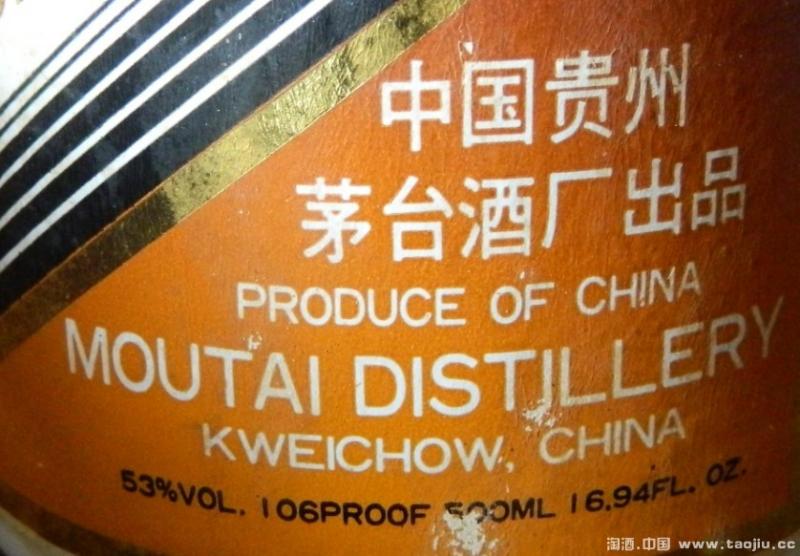 中国贵州
茅台酒厂出品
PRODUCE OF CHINA
MOUTAI DISTILLERY
KWEICHOW, CHINA
53%VOL. 106PROOF 500ML 16.94FL. OZ.
淘酒.中国 www.taojiu.cc